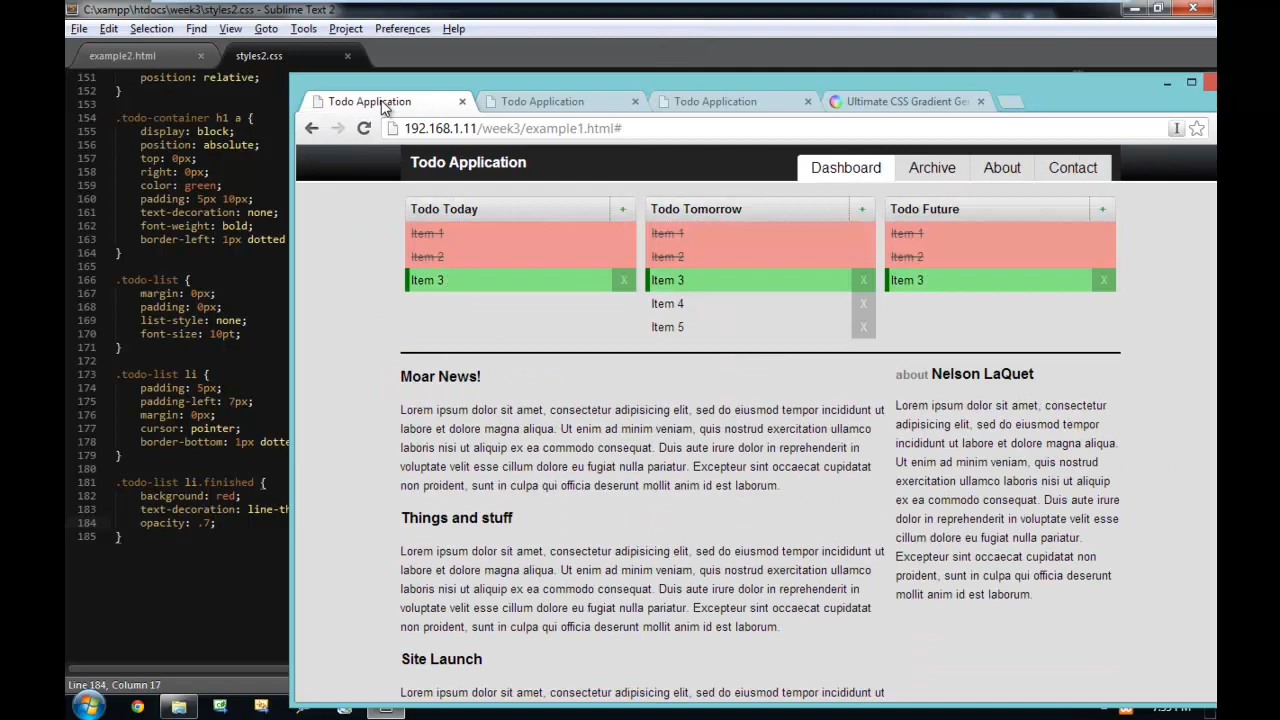 C:\xampp\htdocs\week3\styles2.css - Sublime Text 2
File Edit Selection Find View Goto Tools Project Preferences Help
example2.html × styles2.css ×
151 position: relative;
152 }
153
154 .todo-container h1 a {
155 display: block;
156 position: absolute;
157 top: 0px;
158 right: 0px;
159 color: green;
160 padding: 5px 10px;
161 text-decoration: none;
162 font-weight: bold;
163 border-left: 1px dotted
164 }
165
166 .todo-list {
167 margin: 0px;
168 padding: 0px;
169 list-style: none;
170 font-size: 10pt;
171 }
172
173 .todo-list li {
174 padding: 5px;
175 padding-left: 7px;
176 margin: 0px;
177 cursor: pointer;
178 border-bottom: 1px dotte
179 }
180
181 .todo-list li.finished {
182 background: red;
183 text-decoration: line-th
184 opacity: .7;
185 }
Line 184, Column 17
Todo Application × Todo Application × Todo Application × Ultimate CSS Gradient Ge ×
192.168.1.11/week3/example1.html#
Todo Application
Dashboard Archive About Contact
Todo Today +
Item 1
Item 2
Item 3 X
Todo Tomorrow +
Item 1
Item 2
Item 3 X
Item 4 X
Item 5 X
Todo Future +
Item 1
Item 2
Item 3 X
Moar News!
Lorem ipsum dolor sit amet, consectetur adipisicing elit, sed do eiusmod tempor incididunt ut
labore et dolore magna aliqua. Ut enim ad minim veniam, quis nostrud exercitation ullamco
laboris nisi ut aliquip ex ea commodo consequat. Duis aute irure dolor in reprehenderit in
voluptate velit esse cillum dolore eu fugiat nulla pariatur. Excepteur sint occaecat cupidatat
non proident, sunt in culpa qui officia deserunt mollit anim id est laborum.
Things and stuff
Lorem ipsum dolor sit amet, consectetur adipisicing elit, sed do eiusmod tempor incididunt ut
labore et dolore magna aliqua. Ut enim ad minim veniam, quis nostrud exercitation ullamco
laboris nisi ut aliquip ex ea commodo consequat. Duis aute irure dolor in reprehenderit in
voluptate velit esse cillum dolore eu fugiat nulla pariatur. Excepteur sint occaecat cupidatat
non proident, sunt in culpa qui officia deserunt mollit anim id est laborum.
Site Launch
Lorem ipsum dolor sit amet, consectetur adipisicing elit, sed do eiusmod tempor incididunt ut
about Nelson LaQuet
Lorem ipsum dolor sit amet, consectetur
adipisicing elit, sed do eiusmod tempor
incididunt ut labore et dolore magna aliqua.
Ut enim ad minim veniam, quis nostrud
exercitation ullamco laboris nisi ut aliquip
ex ea commodo consequat. Duis aute irure
dolor in reprehenderit in voluptate velit esse
cillum dolore eu fugiat nulla pariatur.
Excepteur sint occaecat cupidatat non
proident, sunt in culpa qui officia deserunt
mollit anim id est laborum.